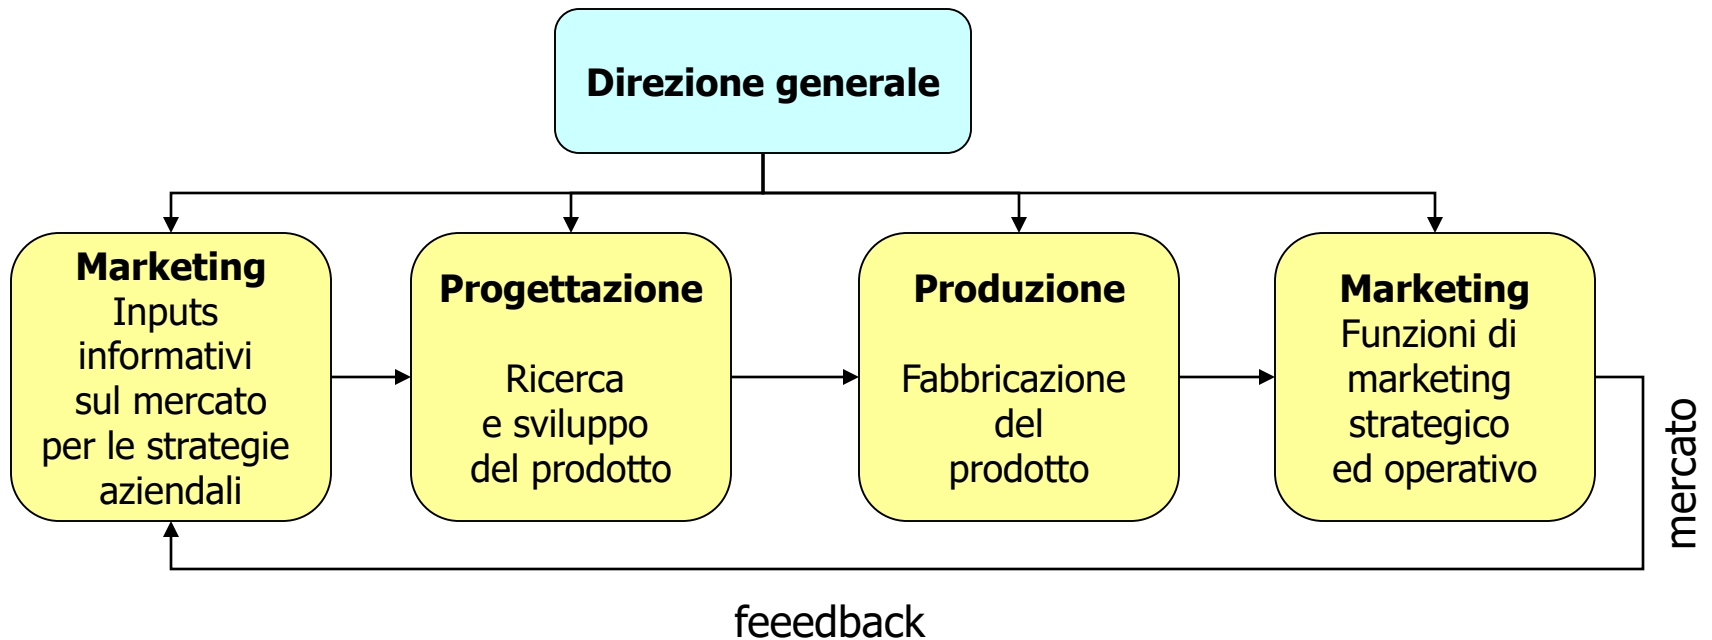 Direzione generale
Marketing
Inputs
informativi
sul mercato
per le strategie
aziendali
Progettazione
Ricerca
e sviluppo
del prodotto
Produzione
Fabbricazione
del
prodotto
Marketing
Funzioni di
marketing
strategico
ed operativo
mercato
feeedback